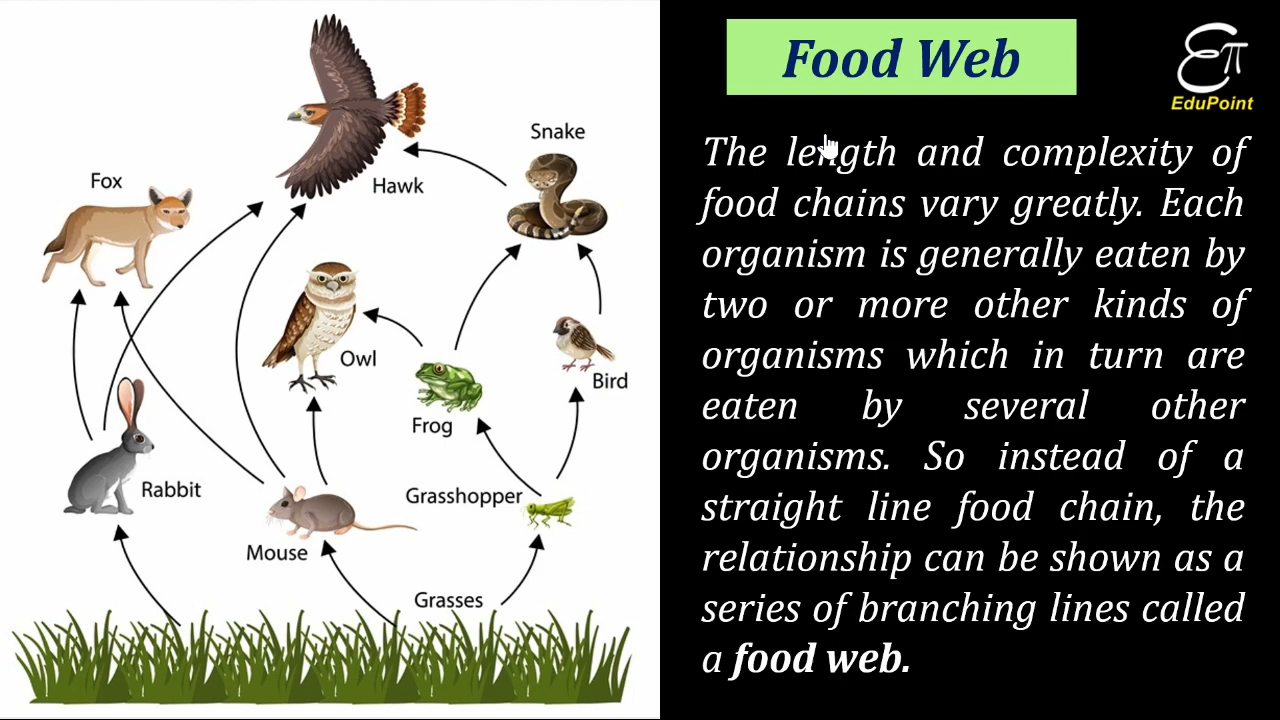 Food Web
Eπ
EduPoint
Snake
Fox
Hawk
Owl
Bird
Frog
Rabbit
Grasshopper
Mouse
Grasses
The length and complexity of
food chains vary greatly. Each
organism is generally eaten by
two or more other kinds of
organisms which in turn are
eaten by several other
organisms. So instead of a
straight line food chain, the
relationship can be shown as a
series of branching lines called
a food web.